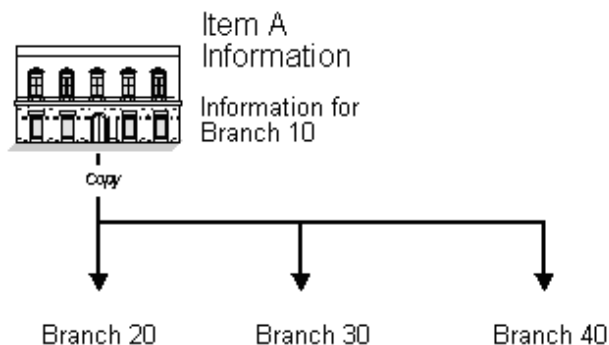 Item A
Information
Information for
Branch 10
Copy
Branch 20 Branch 30 Branch 40